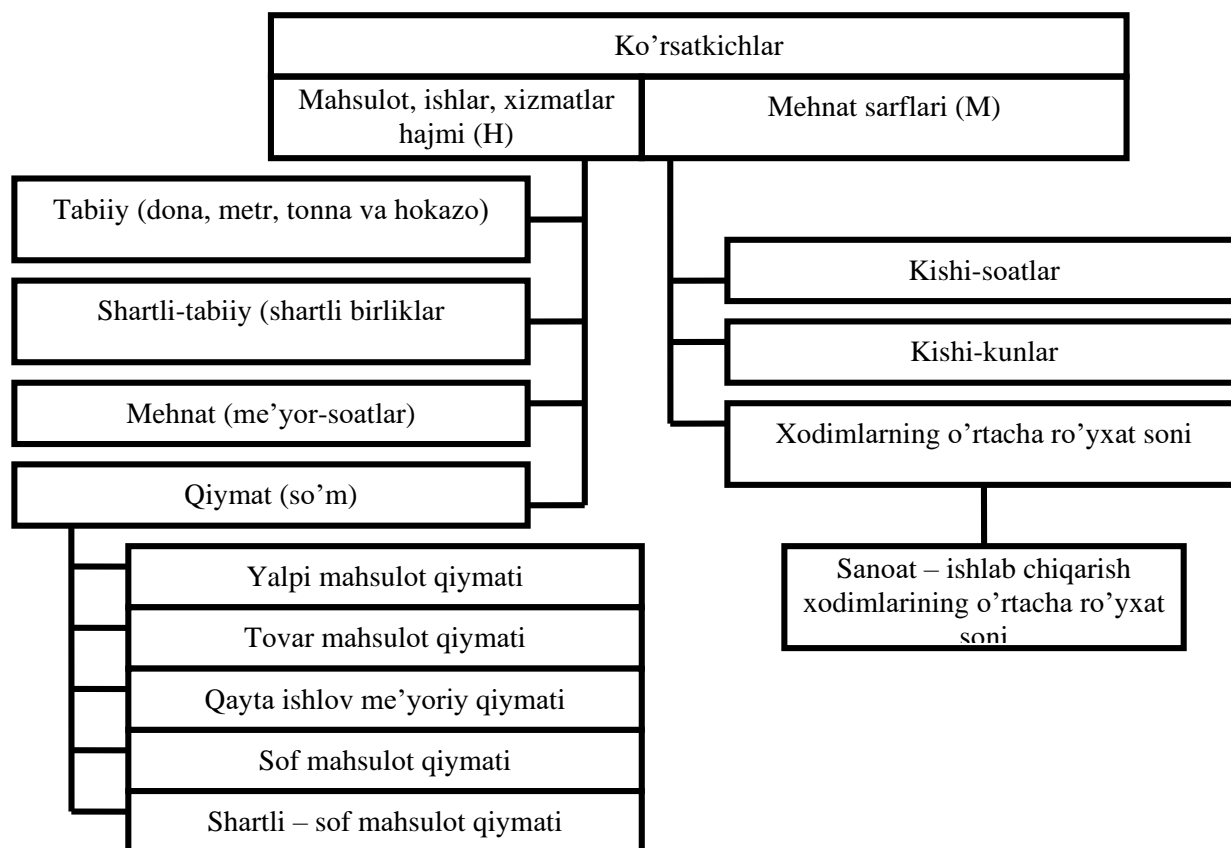 Ko’rsatkichlar
Mahsulot, ishlar, xizmatlar
hajmi (H)
Mehnat sarflari (M)
Tabiiy (dona, metr, tonna va hokazo)
Shartli-tabiiy (shartli birliklar
Mehnat (me’yor-soatlar)
Qiymat (so’m)
Yalpi mahsulot qiymati
Tovar mahsulot qiymati
Qayta ishlov me’yoriy qiymati
Sof mahsulot qiymati
Shartli – sof mahsulot qiymati
Kishi-soatlar
Kishi-kunlar
Xodimlarning o’rtacha ro’yxat soni
Sanoat – ishlab chiqarish
xodimlarining o’rtacha ro’yxat
soni